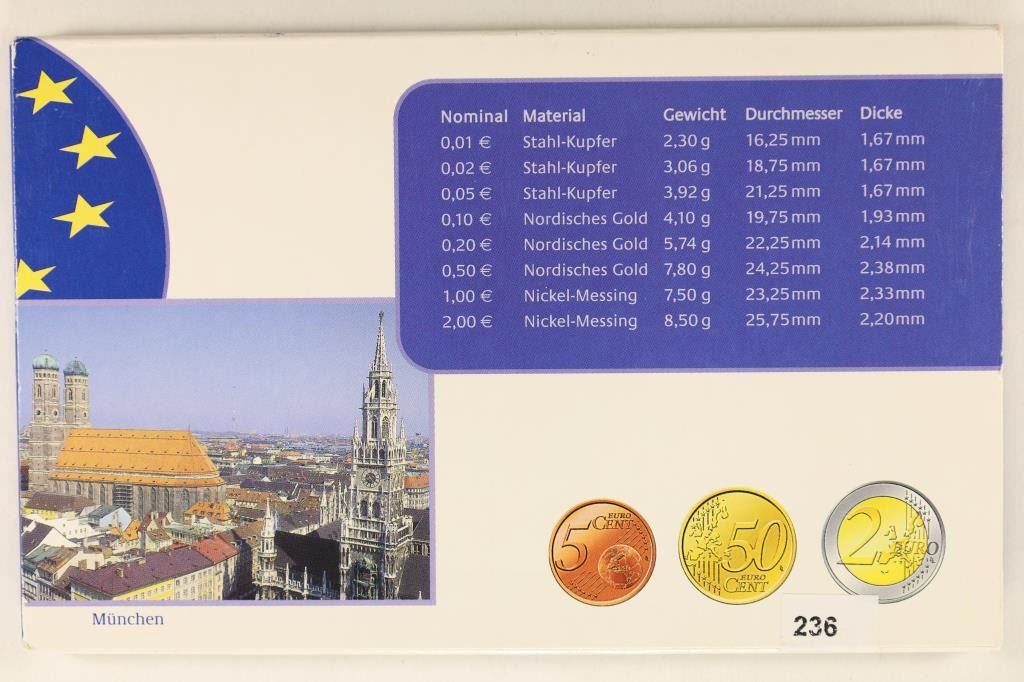 Nominal Material Gewicht Durchmesser Dicke
0,01 € Stahl-Kupfer 2,30 g 16,25 mm 1,67 mm
0,02 € Stahl-Kupfer 3,06 g 18,75 mm 1,67 mm
0,05 € Stahl-Kupfer 3,92 g 21,25 mm 1,67 mm
0,10 € Nordisches Gold 4,10 g 19,75 mm 1,93 mm
0,20 € Nordisches Gold 5,74 g 22,25 mm 2,14 mm
0,50 € Nordisches Gold 7,80 g 24,25 mm 2,38 mm
1,00 € Nickel-Messing 7,50 g 23,25 mm 2,33 mm
2,00 € Nickel-Messing 8,50 g 25,75 mm 2,20 mm
5 EURO CENT
50 EURO CENT
2 EURO
München
236